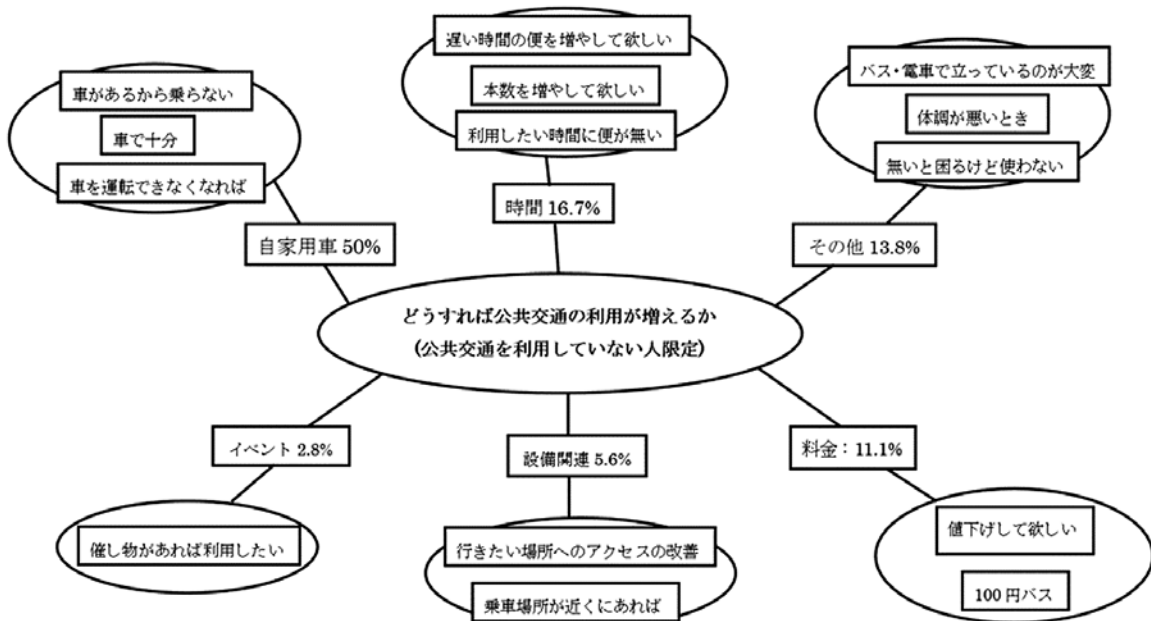 遅い時間の便を増やして欲しい
本数を増やして欲しい
利用したい時間に便が無い
車があるから乗らない
車で十分
車を運転できなくなれば
バス・電車で立っているのが大変
体調が悪いとき
無いと困るけど使わない
自家用車 50%
時間 16.7%
その他 13.8%
どうすれば公共交通の利用が増えるか
(公共交通を利用していない人限定)
イベント 2.8%
設備関連 5.6%
料金：11.1%
催し物があれば利用したい
行きたい場所へのアクセスの改善
乗車場所が近くにあれば
値下げして欲しい
100円バス